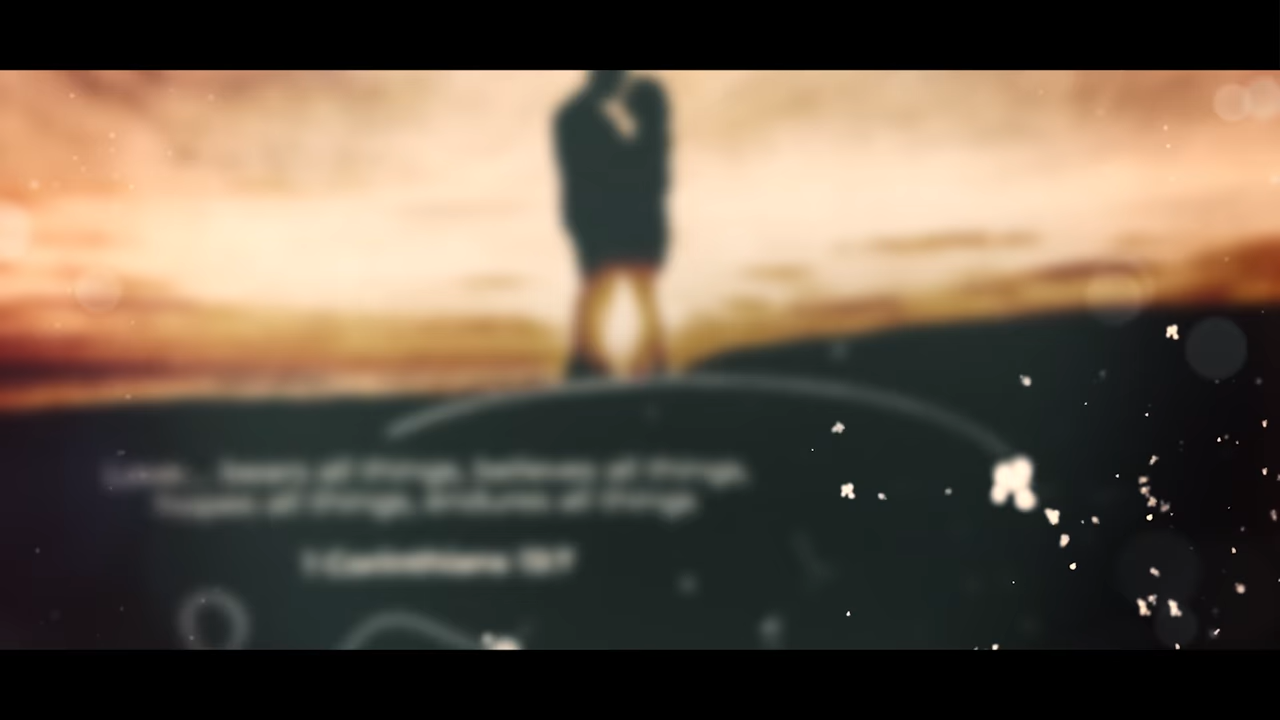 Love... bears all things, believes all things,
hopes all things, endures all things.
1 Corinthians 13:7